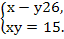 {x - y26,
xy = 15.